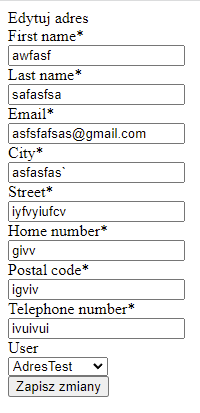 Edytuj adres
First name*
awfasf
Last name*
safasfsa
Email*
asfsfafsas@gmail.com
City*
asfasfas`
Street*
iyfvyiufcv
Home number*
givv
Postal code*
igviv
Telephone number*
ivuivui
User
AdresTest
Zapisz zmiany